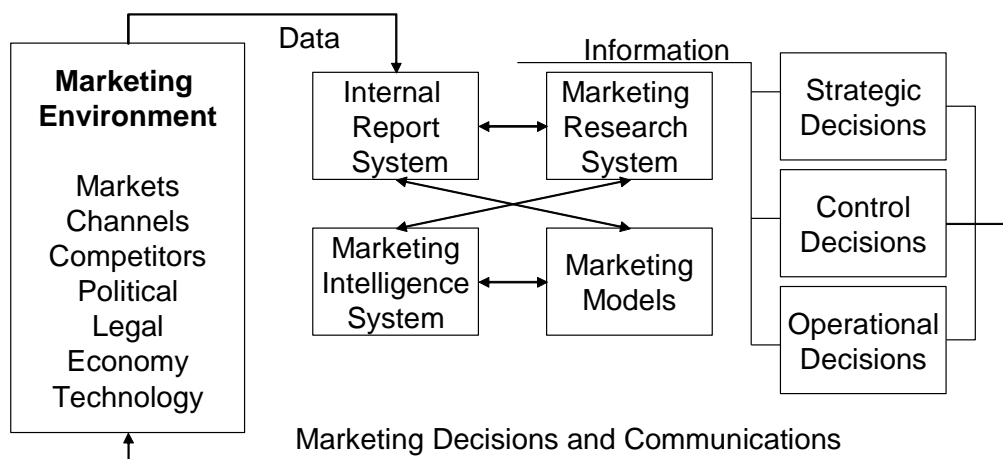 Data
Marketing
Environment
Markets
Channels
Competitors
Political
Legal
Economy
Technology
Internal
Report
System
Marketing
Research
System
Marketing
Intelligence
System
Marketing
Models
Information
Strategic
Decisions
Control
Decisions
Operational
Decisions
Marketing Decisions and Communications